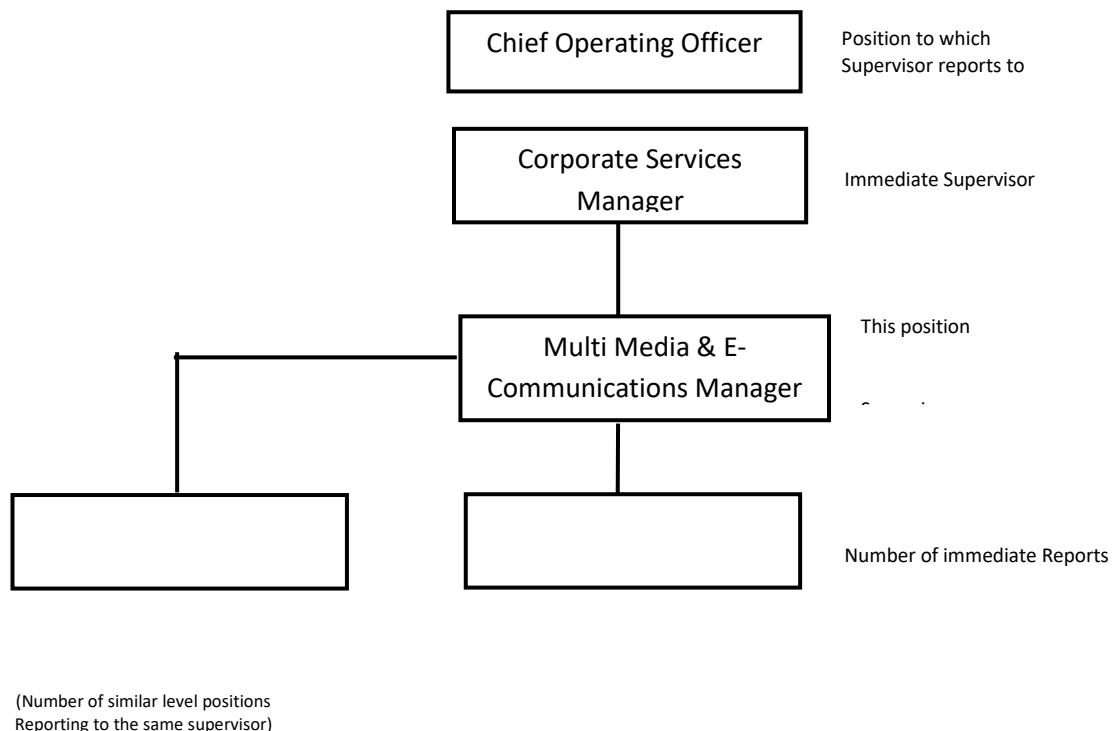 Chief Operating Officer
Position to which
Supervisor reports to
Corporate Services
Manager
Immediate Supervisor
This position
Multi Media & E-
Communications Manager
Number of immediate Reports
(Number of similar level positions
Reporting to the same supervisor)